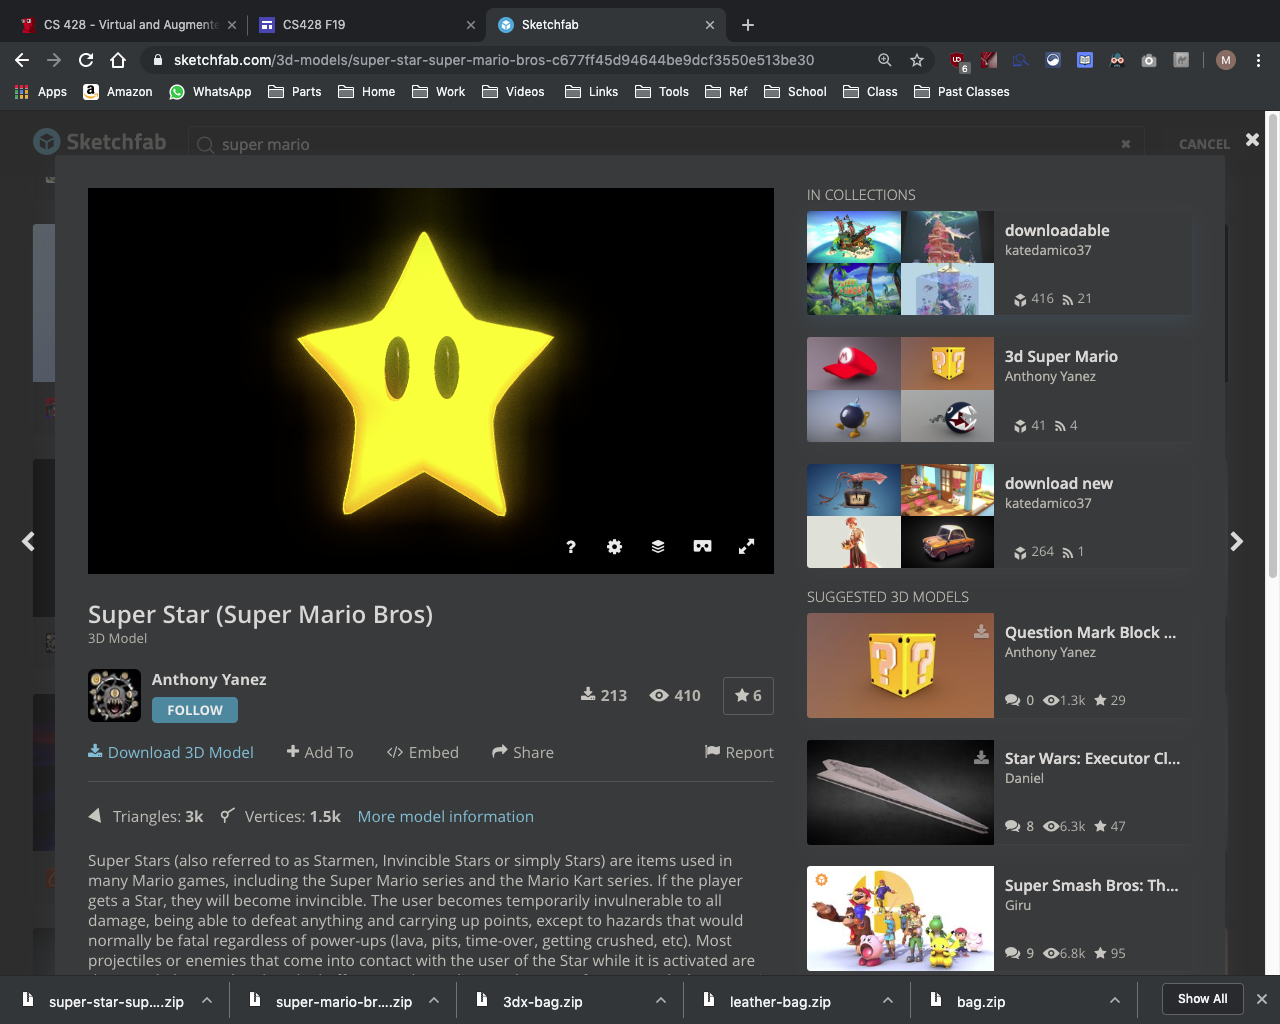 CS 428 - Virtual and Augmente
CS428 F19
Sketchfab
sketchfab.com/3d-models/super-star-super-mario-bros-c677ff45d94644be9dcf3550e513be30
6
M
Apps
Amazon
WhatsApp
Parts
Home
Work
Videos
Links
Tools
Ref
School
Class
Past Classes
Sketchfab
super mario
CANCEL
Super Star (Super Mario Bros)
3D Model
Anthony Yanez
FOLLOW
213
410
6
Download 3D Model
Add To
</> Embed
Share
Report
Triangles: 3k
Vertices: 1.5k
More model information
Super Stars (also referred to as Starmen, Invincible Stars or simply Stars) are items used in
many Mario games, including the Super Mario series and the Mario Kart series. If the player
gets a Star, they will become invincible. The user becomes temporarily invulnerable to all
damage, being able to defeat anything and carrying up points, except to hazards that would
normally be fatal regardless of power-ups (lava, pits, time-over, getting crushed, etc). Most
projectiles or enemies that come into contact with the user of the Star while it is activated are
IN COLLECTIONS
downloadable
katedamico37
416
21
3d Super Mario
Anthony Yanez
41
4
download new
katedamico37
264
1
SUGGESTED 3D MODELS
Question Mark Block ...
Anthony Yanez
0
1.3k
29
Star Wars: Executor Cl...
Daniel
8
6.3k
47
Super Smash Bros: Th...
Giru
9
6.8k
95
super-star-sup....zip
super-mario-br....zip
3dx-bag.zip
leather-bag.zip
bag.zip
Show All